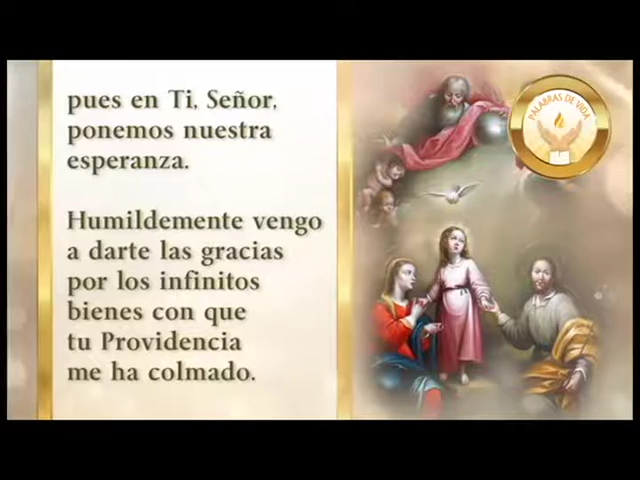 pues en Ti, Señor,
ponemos nuestra
esperanza.
Humildemente vengo
a darte las gracias
por los infinitos
bienes con que
tu Providencia
me ha colmado.
PALABRAS DE VIDA